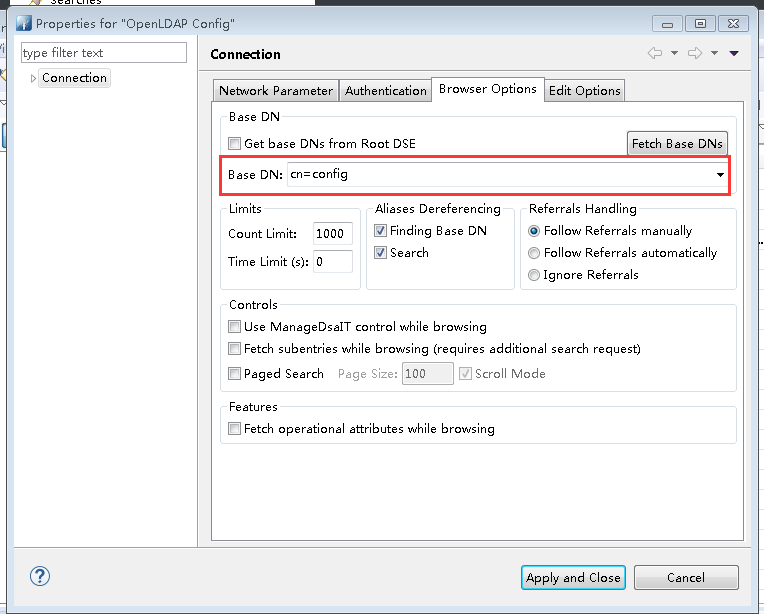 Searches
Properties for "OpenLDAP Config"
type filter text
Connection
Connection
Network Parameter Authentication Browser Options Edit Options
Base DN
Get base DNs from Root DSE Fetch Base DNs
Base DN: cn=config
Limits Aliases Dereferencing Referrals Handling
Count Limit: 1000 Finding Base DN Follow Referrals manually
Time Limit (s): 0 Search Follow Referrals automatically
Ignore Referrals
Controls
Use ManageDsaIT control while browsing
Fetch subentries while browsing (requires additional search request)
Paged Search Page Size: 100 Scroll Mode
Features
Fetch operational attributes while browsing
? Apply and Close Cancel